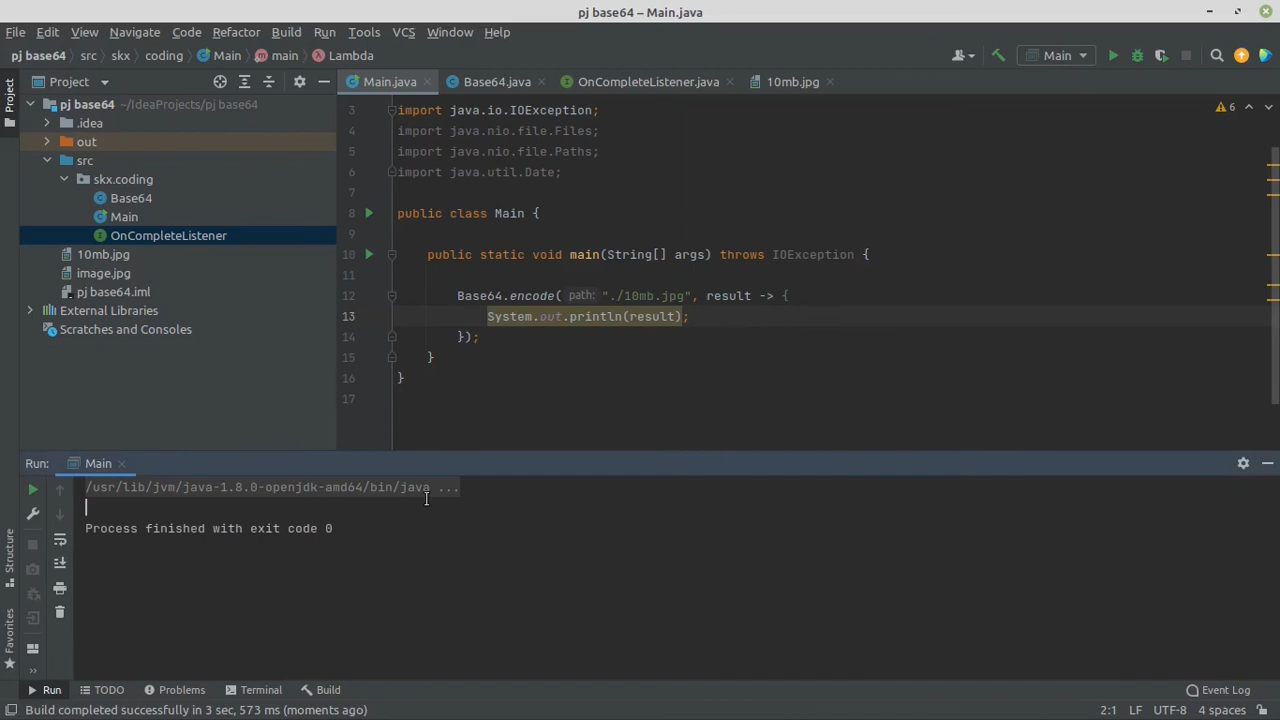 pj base64 – Main.java
File Edit View Navigate Code Refactor Build Run Tools VCS Window Help
pj base64 src skx coding Main main Lambda
Main
Project
Main.java Base64.java OnCompleteListener.java 10mb.jpg
pj base64 ~/IdeaProjects/pj base64
.idea
out
src
skx.coding
Base64
Main
OnCompleteListener
10mb.jpg
image.jpg
pj base64.iml
External Libraries
Scratches and Consoles
Project
Structure
Favorites
6
3 import java.io.IOException;
4 import java.nio.file.Files;
5 import java.nio.file.Paths;
6 import java.util.Date;
7
8 public class Main {
9
10 public static void main(String[] args) throws IOException {
11
12 Base64.encode( path: "./10mb.jpg", result -> {
13 System.out.println(result);
14 });
15 }
16 }
17
Run: Main
/usr/lib/jvm/java-1.8.0-openjdk-amd64/bin/java ...
Process finished with exit code 0
Run TODO Problems Terminal Build Event Log
Build completed successfully in 3 sec, 573 ms (moments ago) 2:1 LF UTF-8 4 spaces